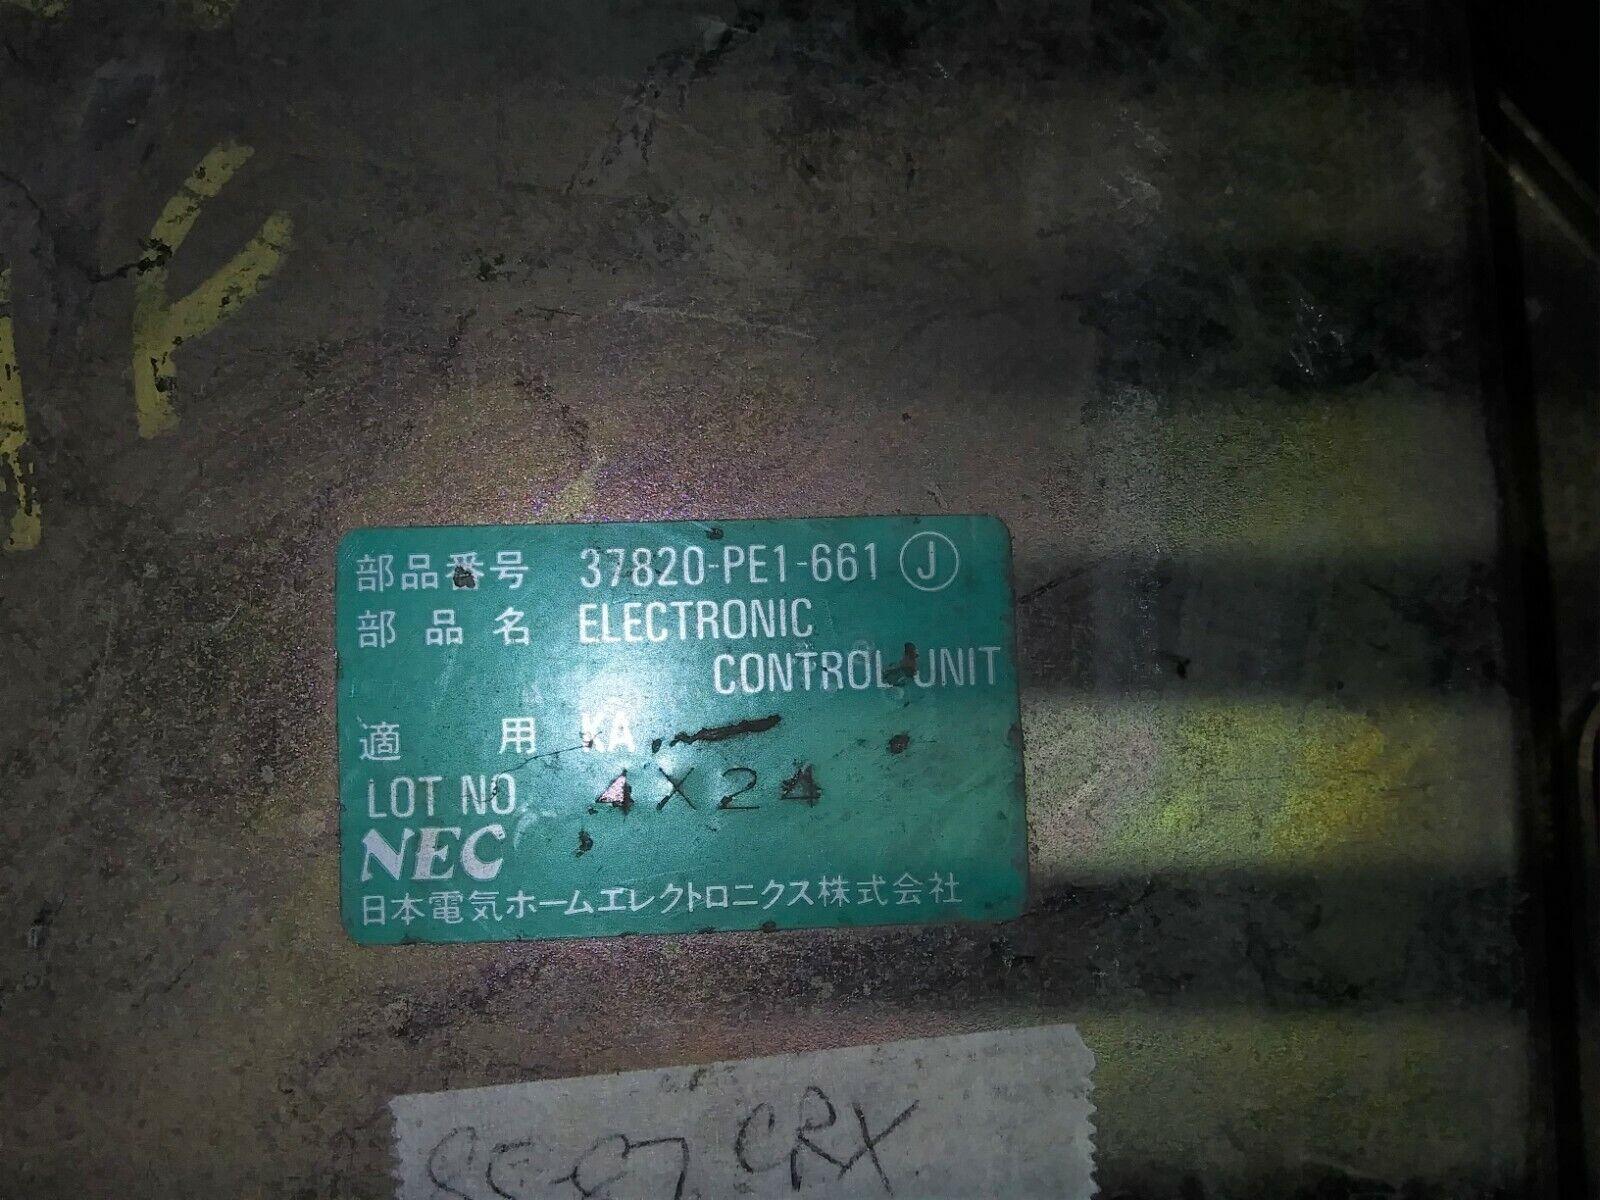 部品番号 37820-PE1-661 Ⓙ
部品名 ELECTRONIC
CONTROL UNIT
適用 KA
LOT NO. 4X24
NEC
日本電気ホームエレクトロニクス株式会社
CRX